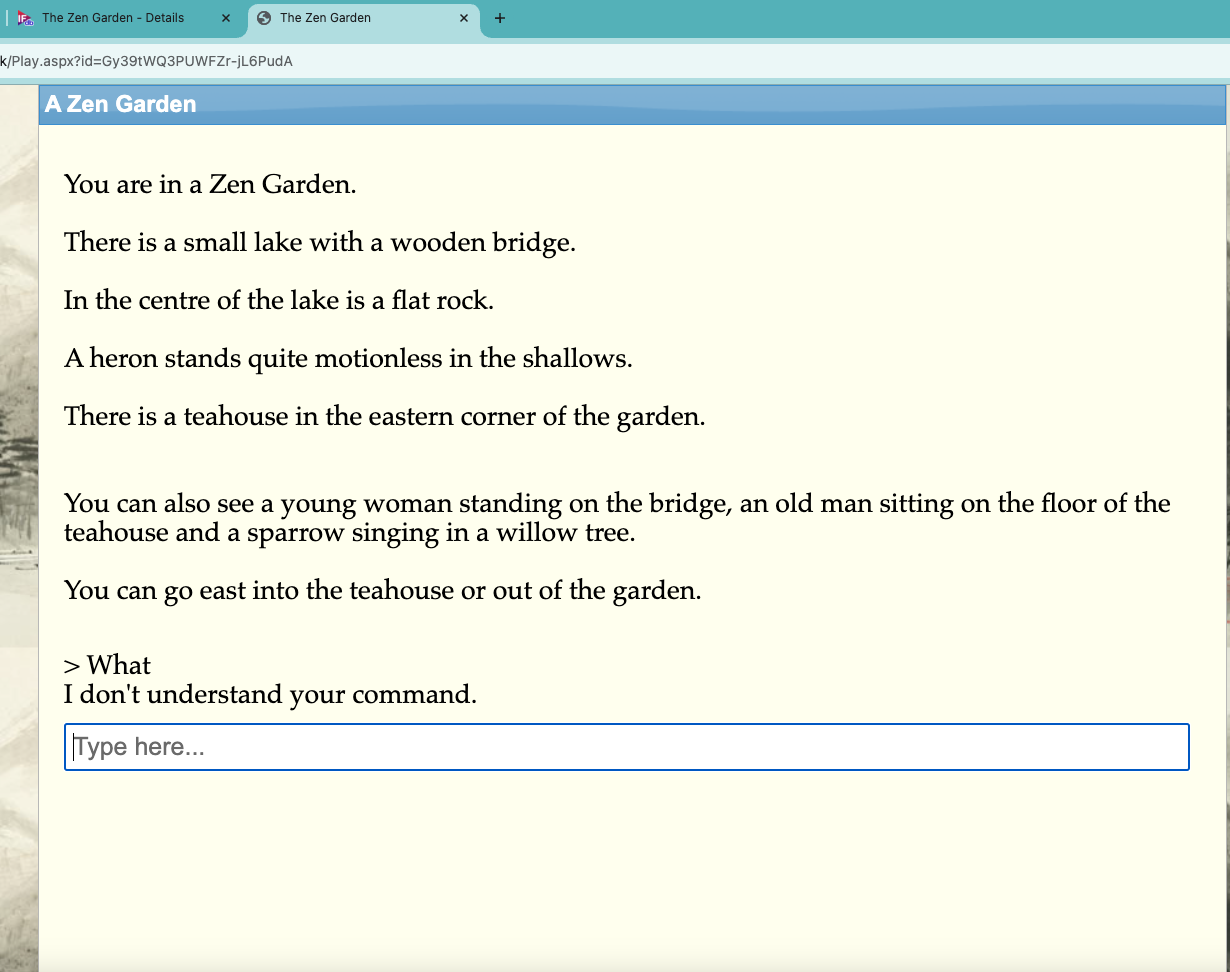 The Zen Garden - Details
The Zen Garden
k/Play.aspx?id=Gy39tWQ3PUWFZr-jL6PudA
A Zen Garden
You are in a Zen Garden.
There is a small lake with a wooden bridge.
In the centre of the lake is a flat rock.
A heron stands quite motionless in the shallows.
There is a teahouse in the eastern corner of the garden.
You can also see a young woman standing on the bridge, an old man sitting on the floor of the
teahouse and a sparrow singing in a willow tree.
You can go east into the teahouse or out of the garden.
> What
I don't understand your command.
Type here...